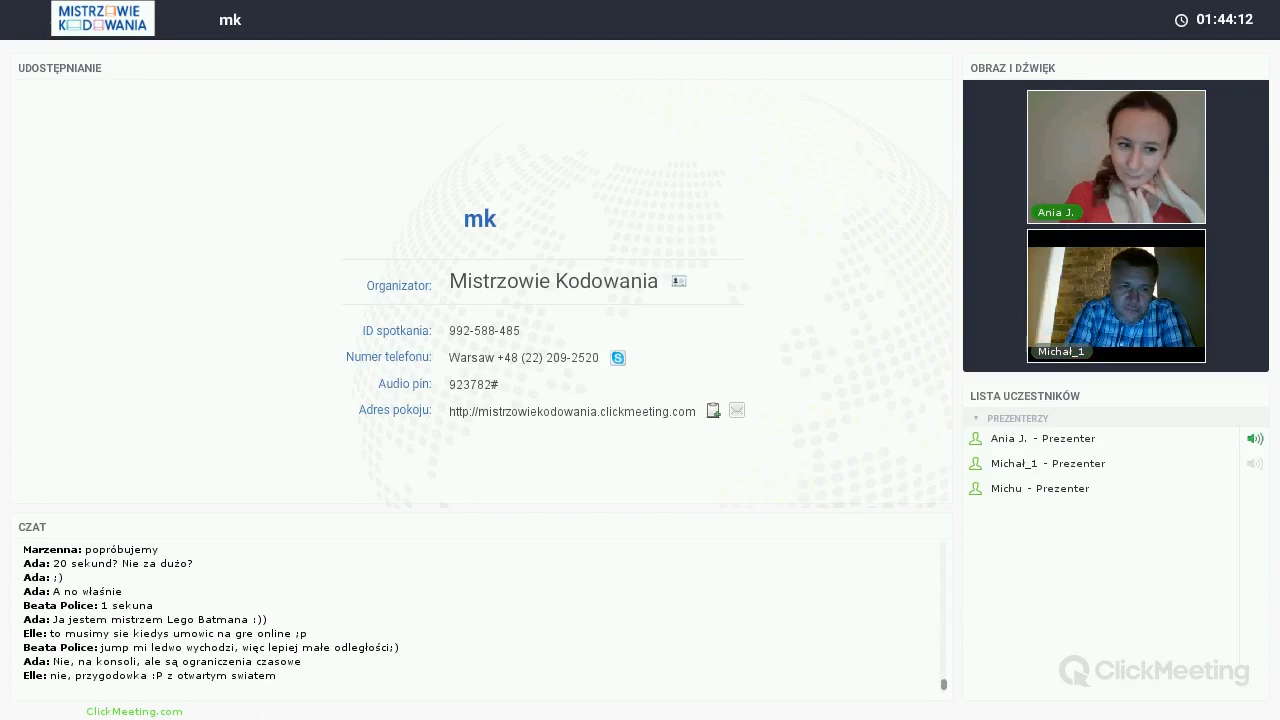 MISTRZOWIE
KODOWANIA
mk
01:44:12
UDOSTĘPNIANIE
mk
Organizator: Mistrzowie Kodowania
ID spotkania: 992-588-485
Numer telefonu: Warsaw +48 (22) 209-2520
Audio pin: 923782#
Adres pokoju: http://mistrzowiekodowania.clickmeeting.com
CZAT
Marzenna: popróbujemy
Ada: 20 sekund? Nie za dużo?
Ada: ;)
Ada: A no właśnie
Beata Police: 1 sekuna
Ada: Ja jestem mistrzem Lego Batmana :))
Elle: to musimy sie kiedys umowic na gre online ;p
Beata Police: jump mi ledwo wychodzi, więc lepiej małe odległości;)
Ada: Nie, na konsoli, ale są ograniczenia czasowe
Elle: nie, przygodowka :P z otwartym swiatem
ClickMeeting.com
OBRAZ I DŹWIĘK
Ania J.
Michał_1
LISTA UCZESTNIKÓW
PREZENTERZY
Ania J. - Prezenter
Michał_1 - Prezenter
Michu - Prezenter
ClickMeeting